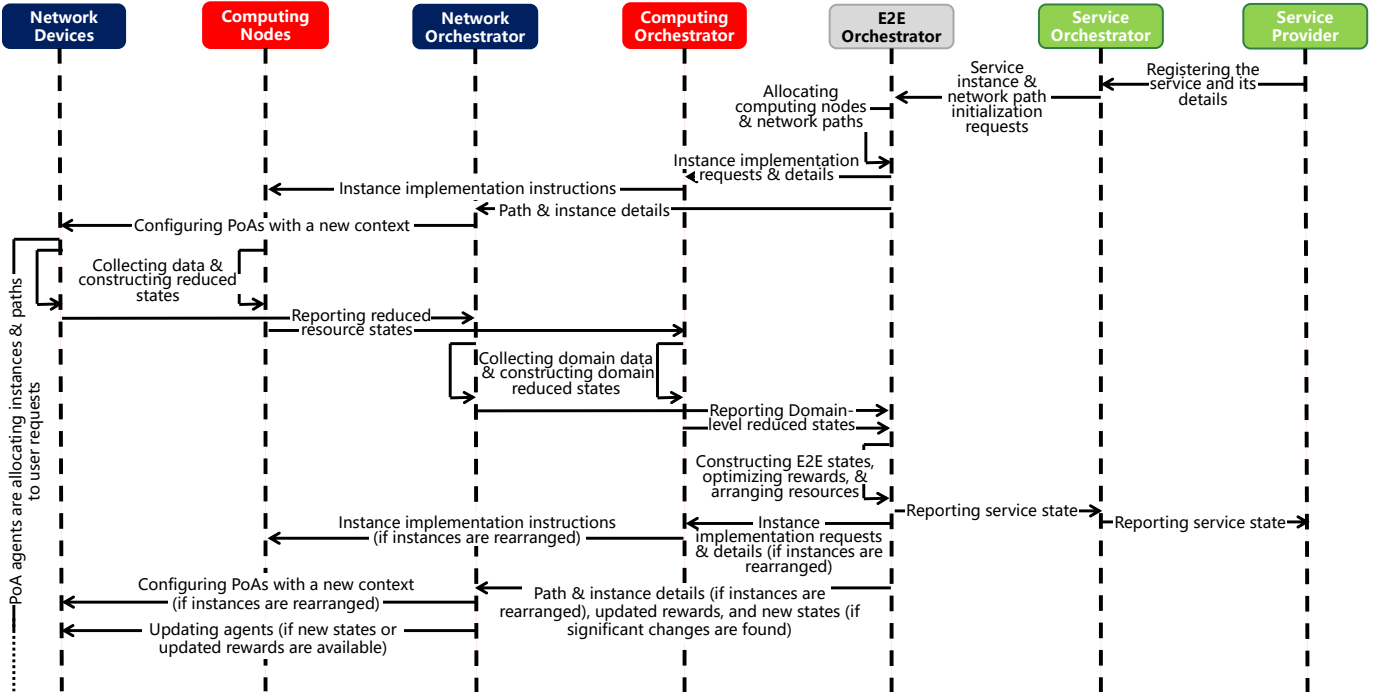 Network
Devices
Computing
Nodes
Network
Orchestrator
Computing
Orchestrator
E2E
Orchestrator
Service
Orchestrator
Service
Provider
Registering the
service and its
details
Service
instance &
network path
initialization
requests
Allocating
computing nodes
& network paths
Instance implementation
requests & details
Instance implementation instructions
Path & instance details
Configuring PoAs with a new context
PoA agents are allocating instances & paths
to user requests
Collecting data &
constructing reduced
states
Reporting reduced
resource states
Collecting domain data
& constructing domain
reduced states
Reporting Domain-
level reduced states
Constructing E2E states,
optimizing rewards, &
arranging resources
Reporting service state
Reporting service state
Instance
implementation requests
& details (if instances are
rearranged)
Instance implementation instructions
(if instances are rearranged)
Path & instance details (if instances are
rearranged), updated rewards, and new states (if
significant changes are found)
Configuring PoAs with a new context
(if instances are rearranged)
Updating agents (if new states or
updated rewards are available)